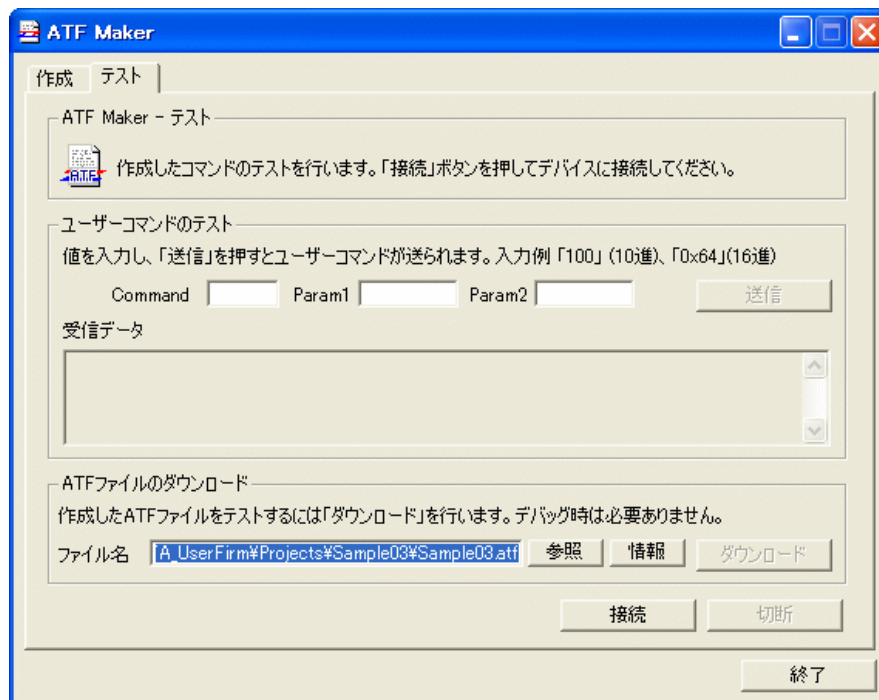 ATF Maker
作成 テスト
ATF Maker - テスト
ATF
作成したコマンドのテストを行います。「接続」ボタンを押してデバイスに接続してください。
ユーザーコマンドのテスト
値を入力し、「送信」を押すとユーザーコマンドが送られます。入力例 「100」 (10進)、「0x64」(16進)
Command Param1 Param2 送信
受信データ
ATFファイルのダウンロード
作成したATFファイルをテストするには「ダウンロード」を行います。デバッグ時は必要ありません。
ファイル名 A_UserFirm¥Projects¥Sample03¥Sample03.atf 参照 情報 ダウンロード
接続 切断
終了